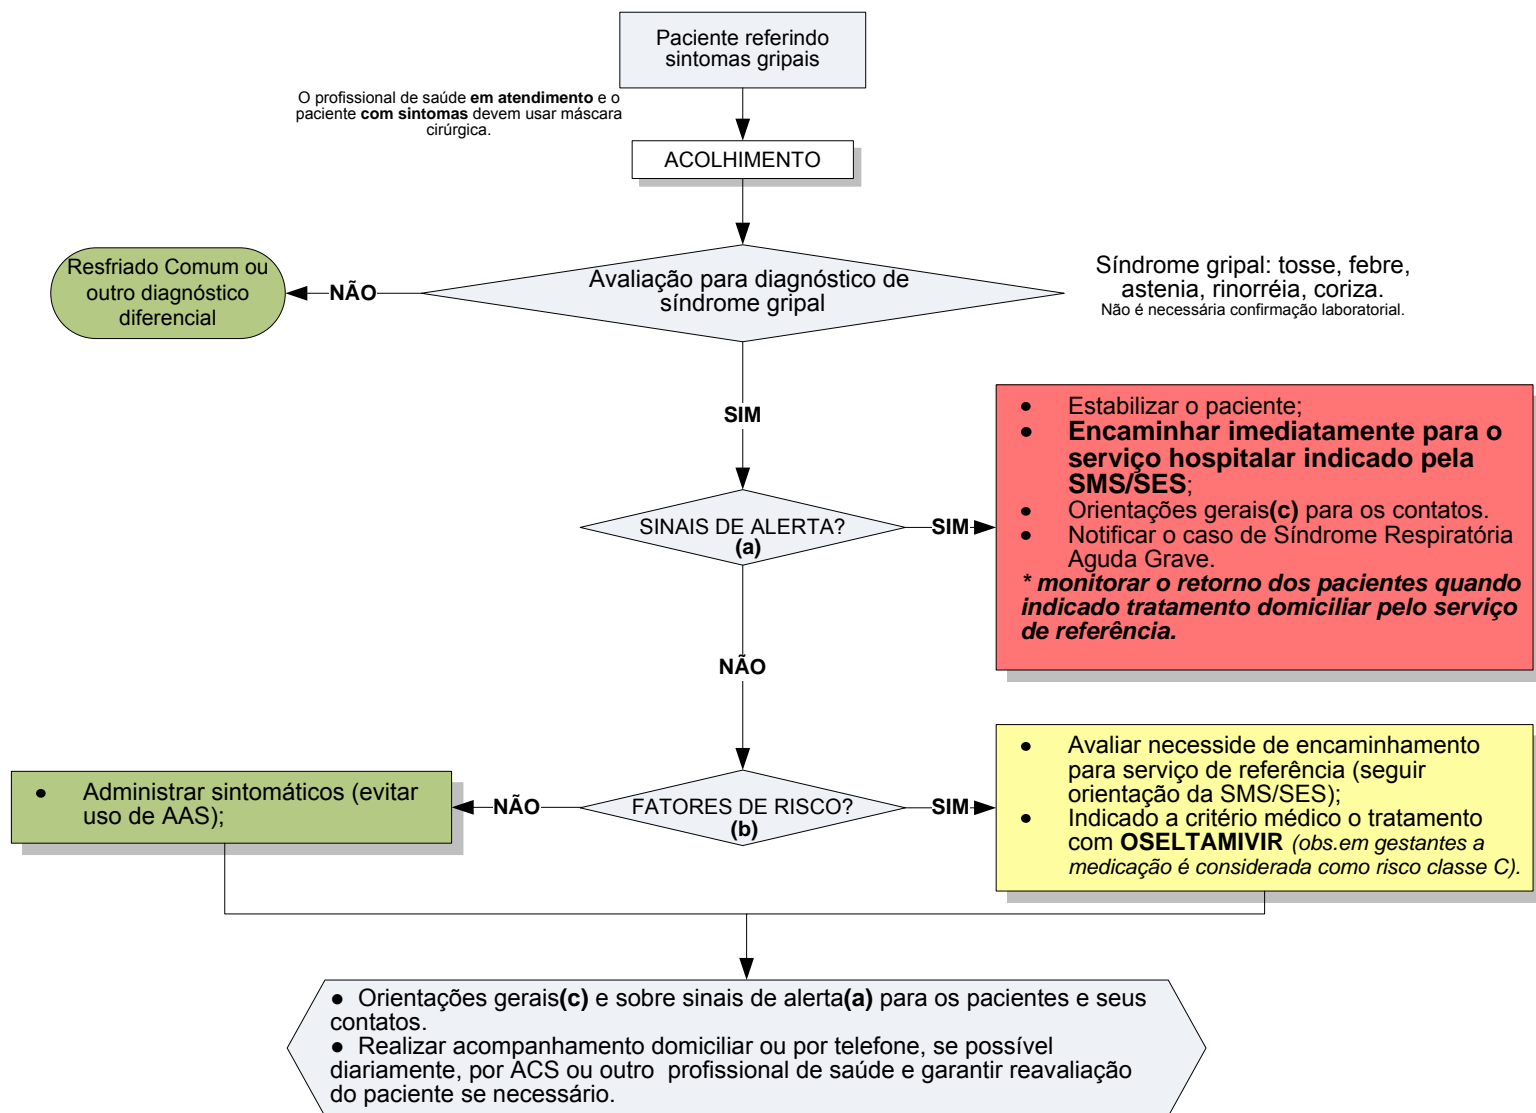 Paciente referindo
sintomas gripais
O profissional de saúde em atendimento e o
paciente com sintomas devem usar máscara
cirúrgica.
ACOLHIMENTO
Resfriado Comum ou
outro diagnóstico
diferencial
NÃO
Avaliação para diagnóstico de
síndrome gripal
Síndrome gripal: tosse, febre,
astenia, rinorréia, coriza.
Não é necessária confirmação laboratorial.
SIM
SINAIS DE ALERTA?
(a)
SIM
● Estabilizar o paciente;
● Encaminhar imediatamente para o
serviço hospitalar indicado pela
SMS/SES;
● Orientações gerais(c) para os contatos.
● Notificar o caso de Síndrome Respiratória
Aguda Grave.
* monitorar o retorno dos pacientes quando
indicado tratamento domiciliar pelo serviço
de referência.
NÃO
● Administrar sintomáticos (evitar
uso de AAS);
NÃO
FATORES DE RISCO?
(b)
SIM
● Avaliar necesside de encaminhamento
para serviço de referência (seguir
orientação da SMS/SES);
● Indicado a critério médico o tratamento
com OSELTAMIVIR (obs.em gestantes a
medicação é considerada como risco classe C).
● Orientações gerais(c) e sobre sinais de alerta(a) para os pacientes e seus
contatos.
● Realizar acompanhamento domiciliar ou por telefone, se possível
diariamente, por ACS ou outro profissional de saúde e garantir reavaliação
do paciente se necessário.